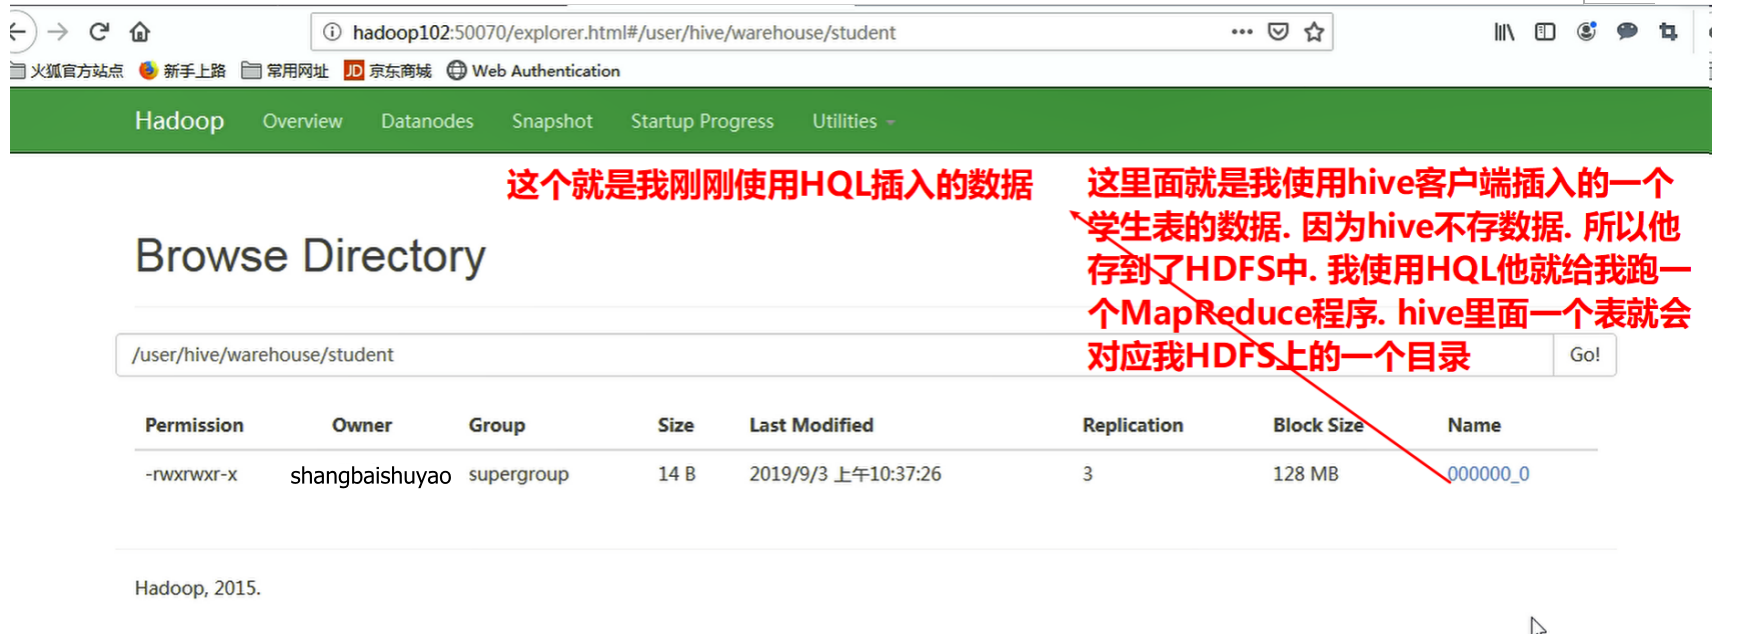 hadoop102:50070/explorer.html#/user/hive/warehouse/student
火狐官方站点 新手上路 常用网址 JD 京东商城 Web Authentication
Hadoop Overview Datanodes Snapshot Startup Progress Utilities
这个就是我刚刚使用HQL插入的数据
这里面就是我使用hive客户端插入的一个
学生表的数据. 因为hive不存数据. 所以他
存到了HDFS中. 我使用HQL他就给我跑一
个MapReduce程序. hive里面一个表就会
对应我HDFS上的一个目录
Browse Directory
/user/hive/warehouse/student Go!
Permission Owner Group Size Last Modified Replication Block Size Name
-rwxrwxr-x shangbaishuyao supergroup 14 B 2019/9/3 上午10:37:26 3 128 MB 000000_0
Hadoop, 2015.